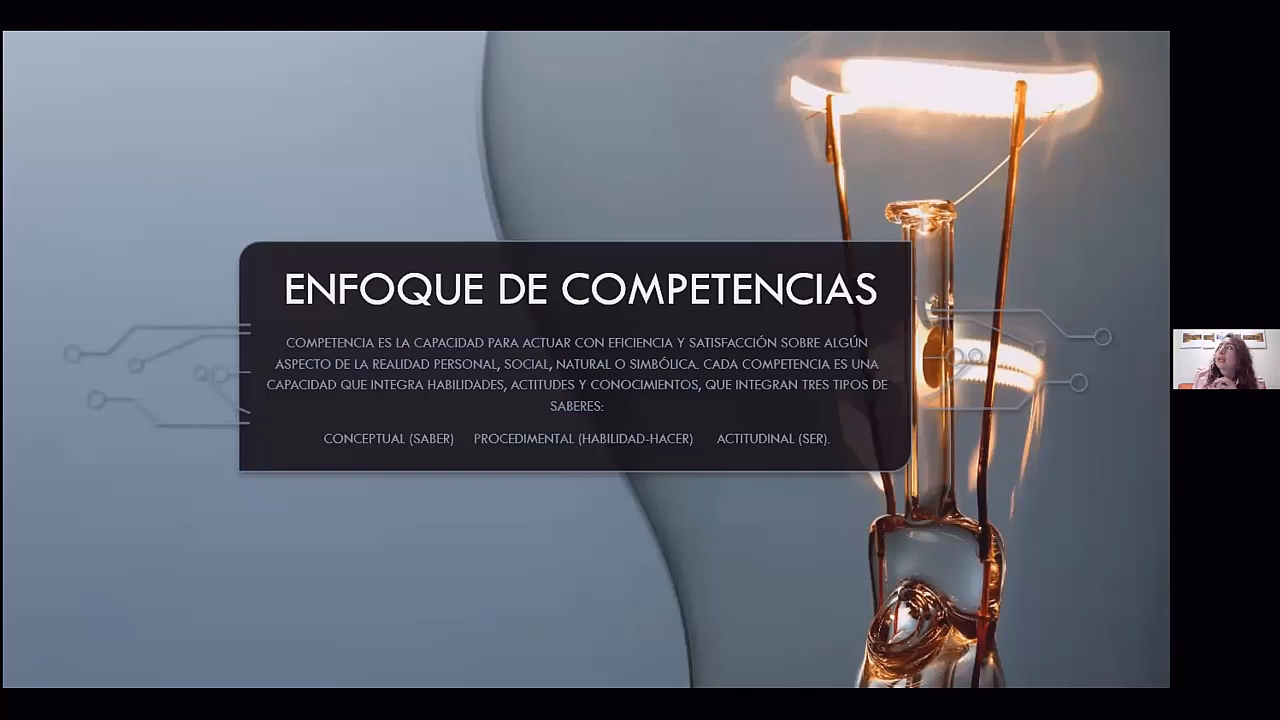 ENFOQUE DE COMPETENCIAS
COMPETENCIA ES LA CAPACIDAD PARA ACTUAR CON EFICIENCIA Y SATISFACCIÓN SOBRE ALGÚN
ASPECTO DE LA REALIDAD PERSONAL, SOCIAL, NATURAL O SIMBÓLICA. CADA COMPETENCIA ES UNA
CAPACIDAD QUE INTEGRA HABILIDADES, ACTITUDES Y CONOCIMIENTOS, QUE INTEGRAN TRES TIPOS DE
SABERES:
CONCEPTUAL (SABER) PROCEDIMENTAL (HABILIDAD-HACER) ACTITUDINAL (SER).